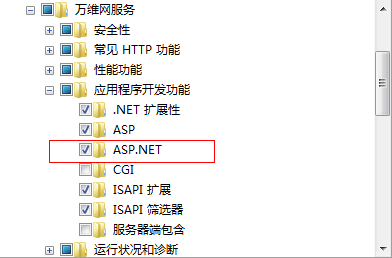 万维网服务
安全性
常见 HTTP 功能
性能功能
应用程序开发功能
.NET 扩展性
ASP
ASP.NET
CGI
ISAPI 扩展
ISAPI 筛选器
服务器端包含
运行状况和诊断